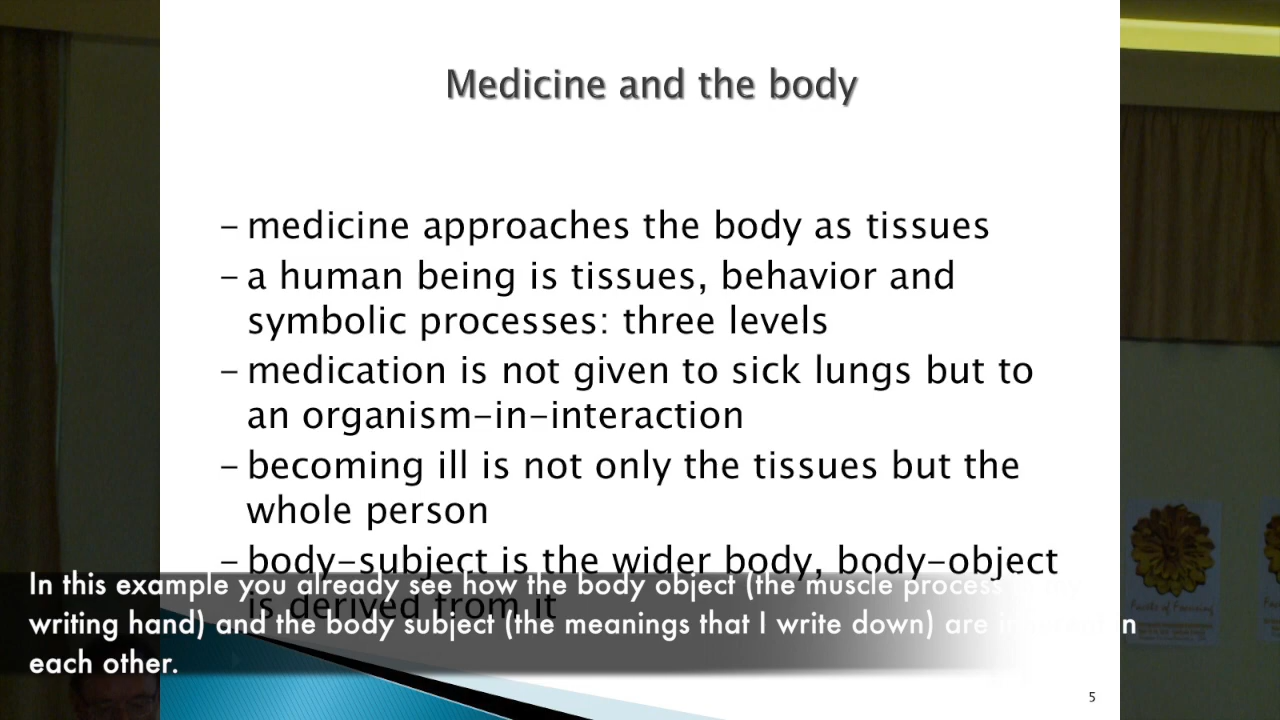 Medicine and the body
– medicine approaches the body as tissues
– a human being is tissues, behavior and
symbolic processes: three levels
– medication is not given to sick lungs but to
an organism-in-interaction
– becoming ill is not only the tissues but the
whole person
– body-subject is the wider body, body-object
is derived from it
In this example you already see how the body object (the muscle process
writing hand) and the body subject (the meanings that I write down) are
each other.
5